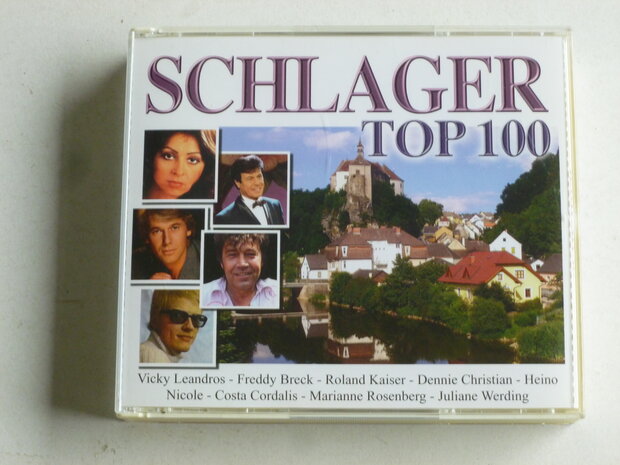 SCHLAGER
TOP 100
Vicky Leandros - Freddy Breck - Roland Kaiser - Dennie Christian - Heino
Nicole - Costa Cordalis - Marianne Rosenberg - Juliane Werding